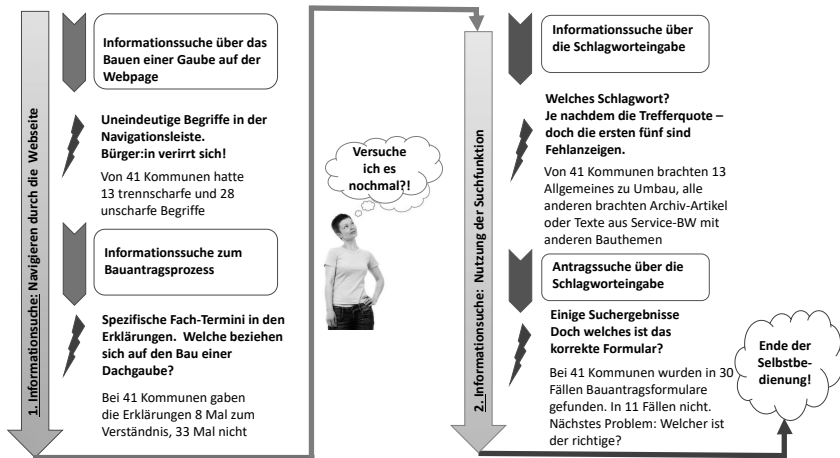 1. Informationsuche: Navigieren durch die Webseite
Informationssuche über das
Bauen einer Gaube auf der
Webpage
Uneindeutige Begriffe in der
Navigationsleiste.
Bürger:in verirrt sich!
Von 41 Kommunen hatte
13 trennscharfe und 28
unscharfe Begriffe
Informationssuche zum
Bauantragsprozess
Spezifische Fach-Termini in den
Erklärungen. Welche beziehen
sich auf den Bau einer
Dachgaube?
Bei 41 Kommunen gaben
die Erklärungen 8 Mal zum
Verständnis, 33 Mal nicht
Versuche
ich es
nochmal?!
2. Informationsuche: Nutzung der Suchfunktion
Informationssuche über
die Schlagworteingabe
Welches Schlagwort?
Je nachdem die Trefferquote –
doch die ersten fünf sind
Fehlanzeigen.
Von 41 Kommunen brachten 13
Allgemeines zu Umbau, alle
anderen brachten Archiv-Artikel
oder Texte aus Service-BW mit
anderen Bauthemen
Antragssuche über die
Schlagworteingabe
Einige Suchergebnisse
Doch welches ist das
korrekte Formular?
Bei 41 Kommunen wurden in 30
Fällen Bauantragsformulare
gefunden. In 11 Fällen nicht.
Nächstes Problem: Welcher ist
der richtige?
Ende der
Selbstbe-
dienung!